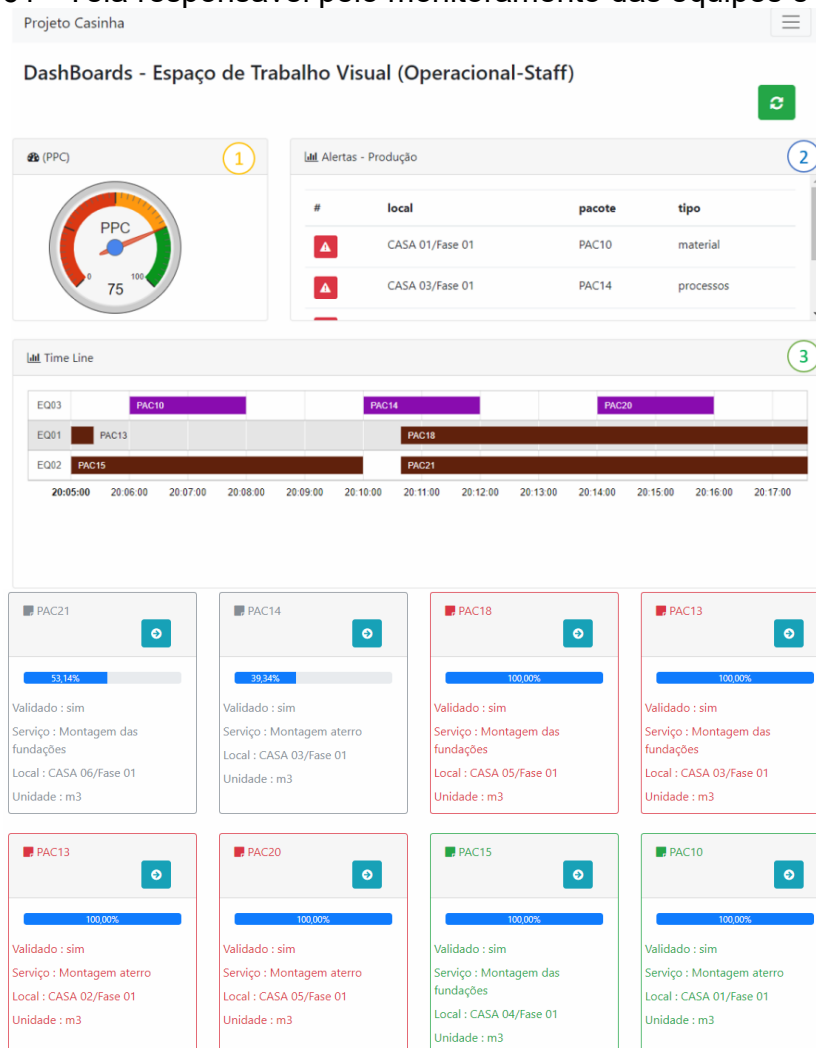 Tela responsável pelo monitoramento das equipes e
Projeto Casinha
DashBoards - Espaço de Trabalho Visual (Operacional-Staff)
(PPC)
1
Alertas - Produção
2
PPC
0
100
75
# local pacote tipo
CASA 01/Fase 01 PAC10 material
CASA 03/Fase 01 PAC14 processos
Time Line
3
EQ03 PAC10 PAC14 PAC20
EQ01 PAC13 PAC18
EQ02 PAC15 PAC21
20:05:00 20:06:00 20:07:00 20:08:00 20:09:00 20:10:00 20:11:00 20:12:00 20:13:00 20:14:00 20:15:00 20:16:00 20:17:00
PAC21
53,14%
Validado : sim
Serviço : Montagem das
fundações
Local : CASA 06/Fase 01
Unidade : m3
PAC14
39,34%
Validado : sim
Serviço : Montagem aterro
Local : CASA 03/Fase 01
Unidade : m3
PAC18
100,00%
Validado : sim
Serviço : Montagem das
fundações
Local : CASA 05/Fase 01
Unidade : m3
PAC13
100,00%
Validado : sim
Serviço : Montagem das
fundações
Local : CASA 03/Fase 01
Unidade : m3
PAC13
100,00%
Validado : sim
Serviço : Montagem aterro
Local : CASA 02/Fase 01
Unidade : m3
PAC20
100,00%
Validado : sim
Serviço : Montagem aterro
Local : CASA 05/Fase 01
Unidade : m3
PAC15
100,00%
Validado : sim
Serviço : Montagem das
fundações
Local : CASA 04/Fase 01
Unidade : m3
PAC10
100,00%
Validado : sim
Serviço : Montagem aterro
Local : CASA 01/Fase 01
Unidade : m3